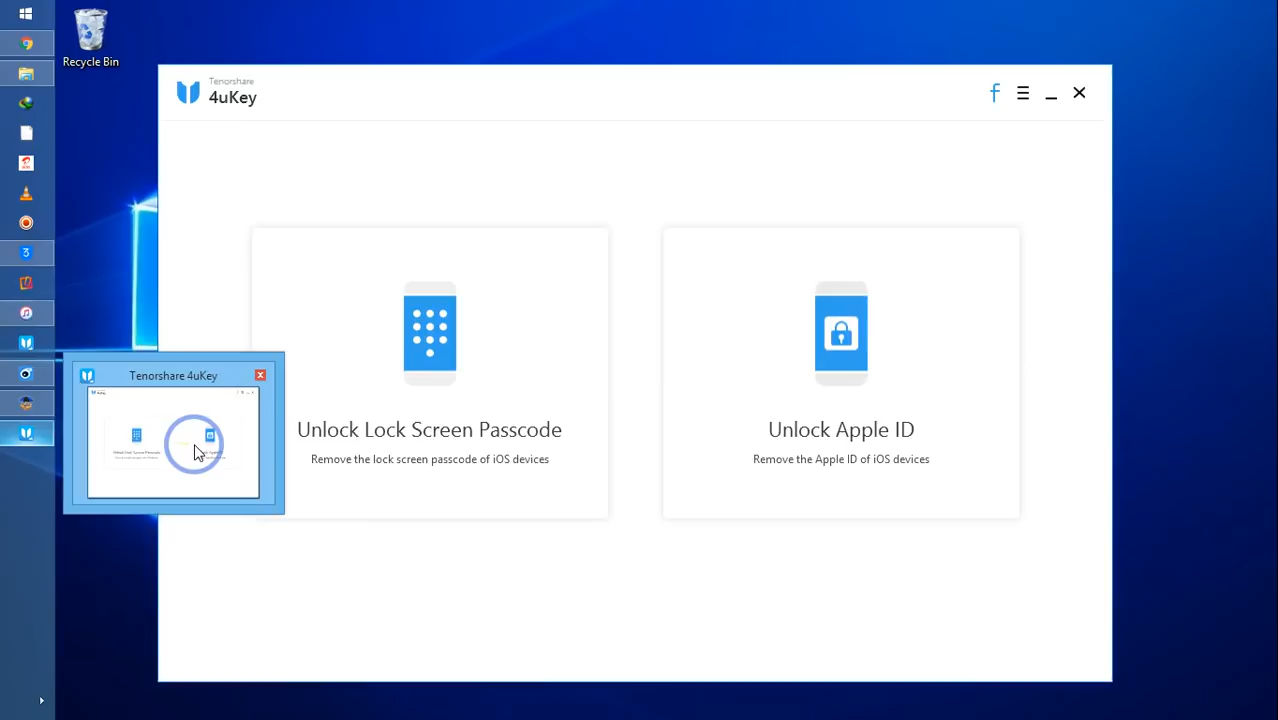 Recycle Bin
Tenorshare
4uKey
Tenorshare 4uKey
Unlock Lock Screen Passcode
Remove the lock screen passcode of iOS devices
Unlock Apple ID
Remove the Apple ID of iOS devices